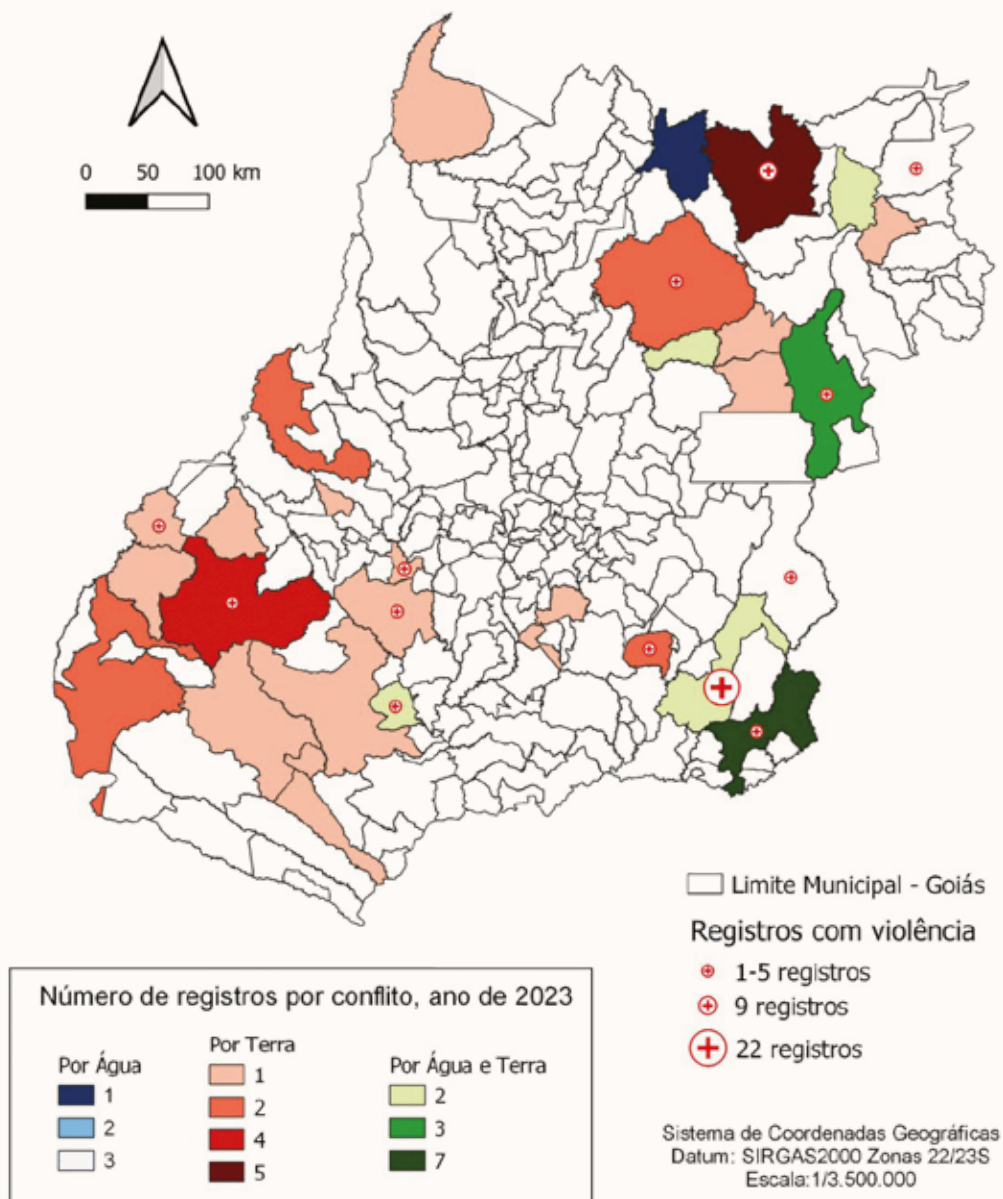 0 50 100 km
Limite Municipal - Goiás
Registros com violência
1-5 registros
9 registros
22 registros
Número de registros por conflito, ano de 2023
Por Água
1
2
3
Por Terra
1
2
4
5
Por Água e Terra
2
3
7
Sistema de Coordenadas Geográficas
Datum: SIRGAS2000 Zonas 22/23S
Escala:1/3.500.000